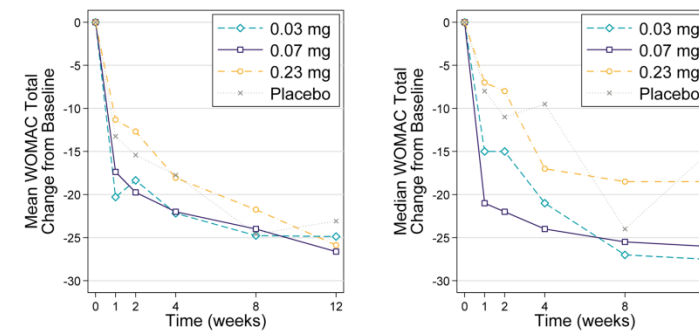 0
-5
-10
-15
-20
-25
-30
Mean WOMAC Total
Change from Baseline
0.03 mg
0.07 mg
0.23 mg
Placebo
0 1 2 4 8 12
Time (weeks)
0
-5
-10
-15
-20
-25
-30
Median WOMAC Total
Change from Baseline
0.03 mg
0.07 mg
0.23 mg
Placebo
0 1 2 4 8
Time (weeks)